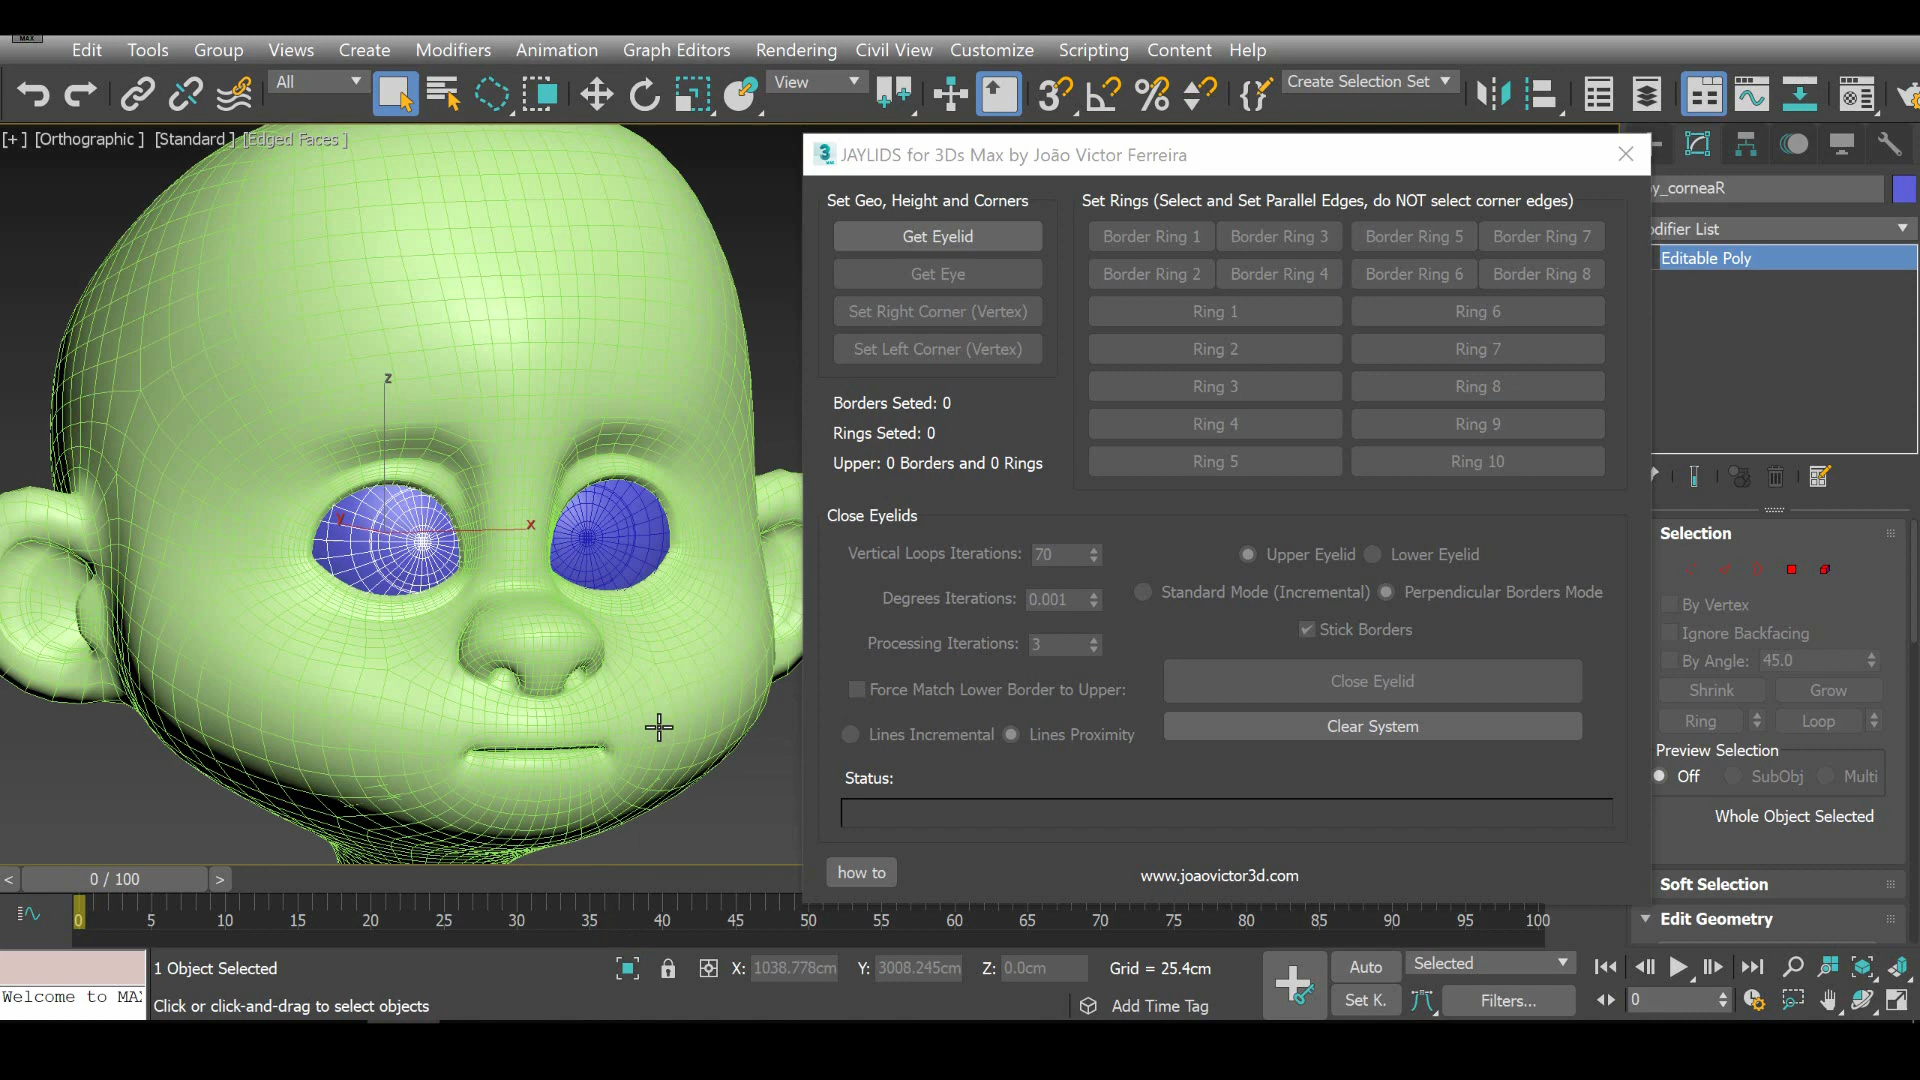 MAX
Edit Tools Group Views Create Modifiers Animation Graph Editors Rendering Civil View Customize Scripting Content Help
All
View
Create Selection Set
[+] [Orthographic] [Standard] [Edged Faces]
JAYLIDS for 3Ds Max by João Victor Ferreira
Set Geo, Height and Corners
Get Eyelid
Get Eye
Set Right Corner (Vertex)
Set Left Corner (Vertex)
Borders Seted: 0
Rings Seted: 0
Upper: 0 Borders and 0 Rings
Set Rings (Select and Set Parallel Edges, do NOT select corner edges)
Border Ring 1 Border Ring 3 Border Ring 5 Border Ring 7
Border Ring 2 Border Ring 4 Border Ring 6 Border Ring 8
Ring 1 Ring 6
Ring 2 Ring 7
Ring 3 Ring 8
Ring 4 Ring 9
Ring 5 Ring 10
Close Eyelids
Vertical Loops Iterations: 70
Degrees Iterations: 0.001
Processing Iterations: 3
Force Match Lower Border to Upper:
Lines Incremental Lines Proximity
Upper Eyelid Lower Eyelid
Standard Mode (Incremental) Perpendicular Borders Mode
Stick Borders
Close Eyelid
Clear System
Status:
how to
www.joaovictor3d.com
z
y
x
y_corneaR
difier List
Editable Poly
Selection
By Vertex
Ignore Backfacing
By Angle: 45.0
Shrink Grow
Ring Loop
Preview Selection
Off SubObj Multi
Whole Object Selected
Soft Selection
Edit Geometry
< 0 / 100 >
0 5 10 15 20 25 30 35 40 45 50 55 60 65 70 75 80 85 90 95 100
1 Object Selected
X: 1038.778cm Y: 3008.245cm Z: 0.0cm Grid = 25.4cm
Auto Selected
Welcome to MA
Click or click-and-drag to select objects
Add Time Tag
Set K. Filters...
0